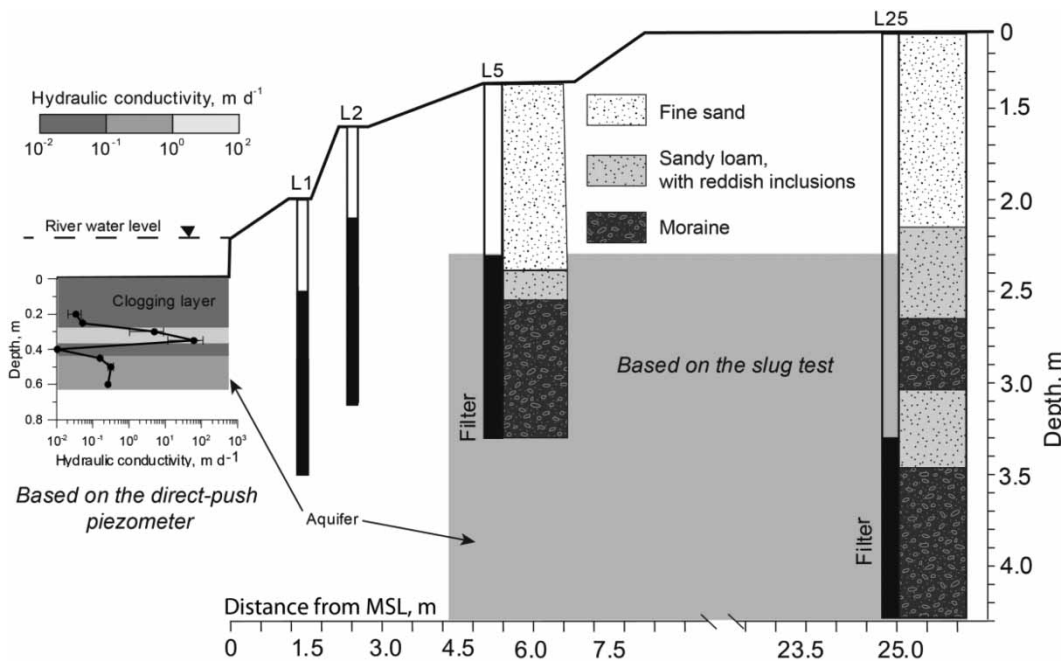 L25
0
L5
Hydraulic conductivity, m d⁻¹
Fine sand
1.5
L2
10⁻² 10⁻¹ 10⁰ 10²
Sandy loam,
with reddish inclusions
L1
2.0
River water level
Moraine
0
Clogging layer
2.5
0.2
Depth, m
0.4
Based on the slug test
0.6
3.0
Depth, m
0.8
Filter
10⁻² 10⁻¹ 10⁰ 10¹ 10² 10³
Hydraulic conductivity, m d⁻¹
Based on the direct-push
piezometer
3.5
Aquifer
Filter
4.0
Distance from MSL, m
0 1.5 3.0 4.5 6.0 7.5 23.5 25.0